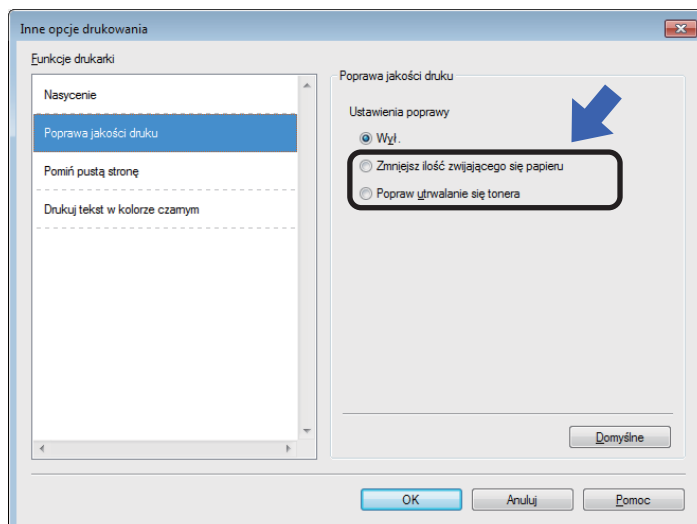 Inne opcje drukowania
Funkcje drukarki
Nasycenie
Poprawa jakości druku
Pomiń pustą stronę
Drukuj tekst w kolorze czarnym
Poprawa jakości druku
Ustawienia poprawy
Wył.
Zmniejsz ilość zwijającego się papieru
Popraw utrwalanie się tonera
Domyślne
OK
Anuluj
Pomoc